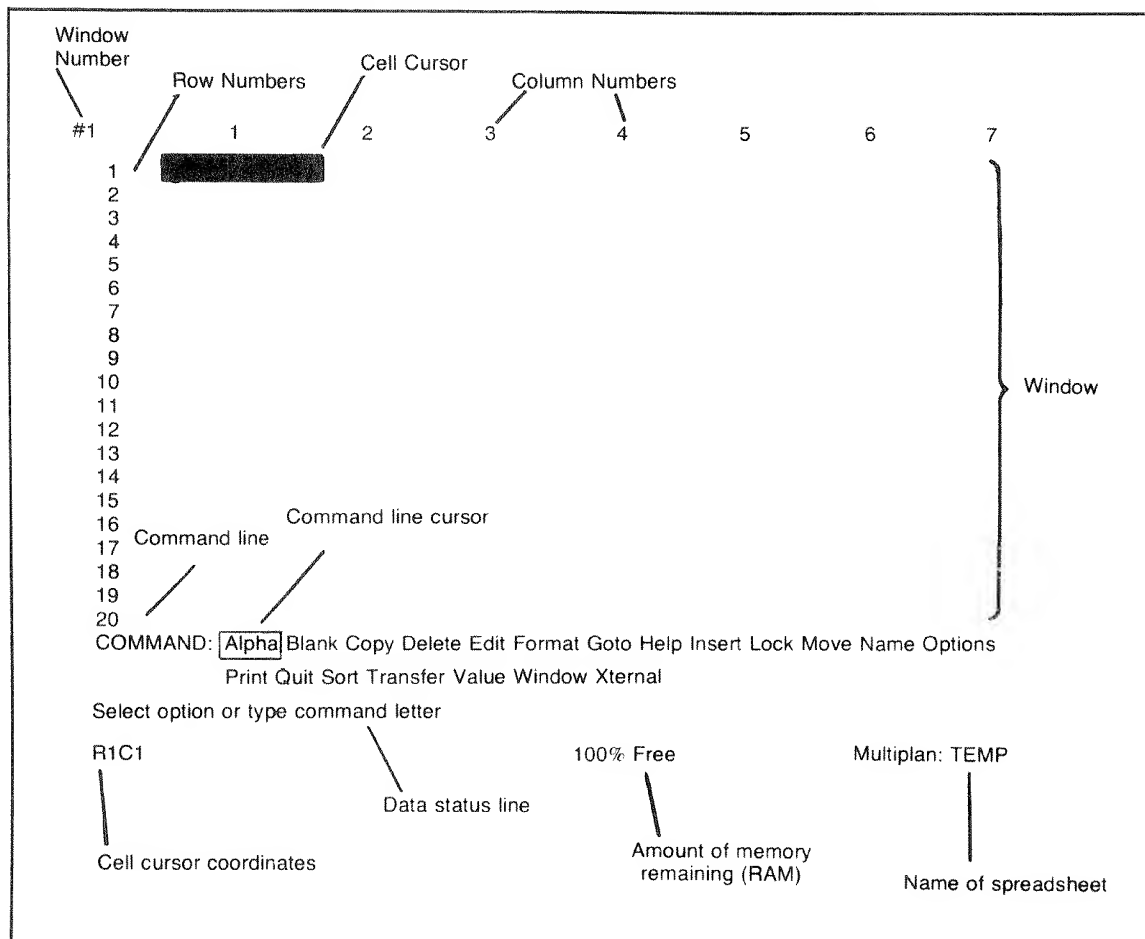 Window
Number
Row Numbers
Cell Cursor
Column Numbers
#1 1 2 3 4 5 6 7
1
2
3
4
5
6
7
8
9
10
11
12
13
14
15
16
17
18
19
20
Window
Command line cursor
Command line
COMMAND: Alpha Blank Copy Delete Edit Format Goto Help Insert Lock Move Name Options
Print Quit Sort Transfer Value Window Xternal
Select option or type command letter
R1C1 100% Free Multiplan: TEMP
Data status line
Cell cursor coordinates
Amount of memory
remaining (RAM)
Name of spreadsheet